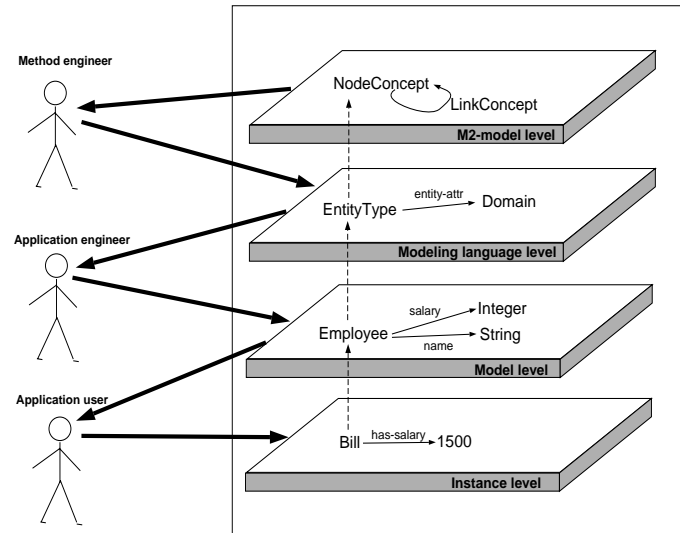 Method engineer
NodeConcept
LinkConcept
M2-model level
entity-attr
EntityType
Domain
Modeling language level
Application engineer
salary
Integer
Employee
String
name
Model level
Application user
has-salary
Bill
1500
Instance level